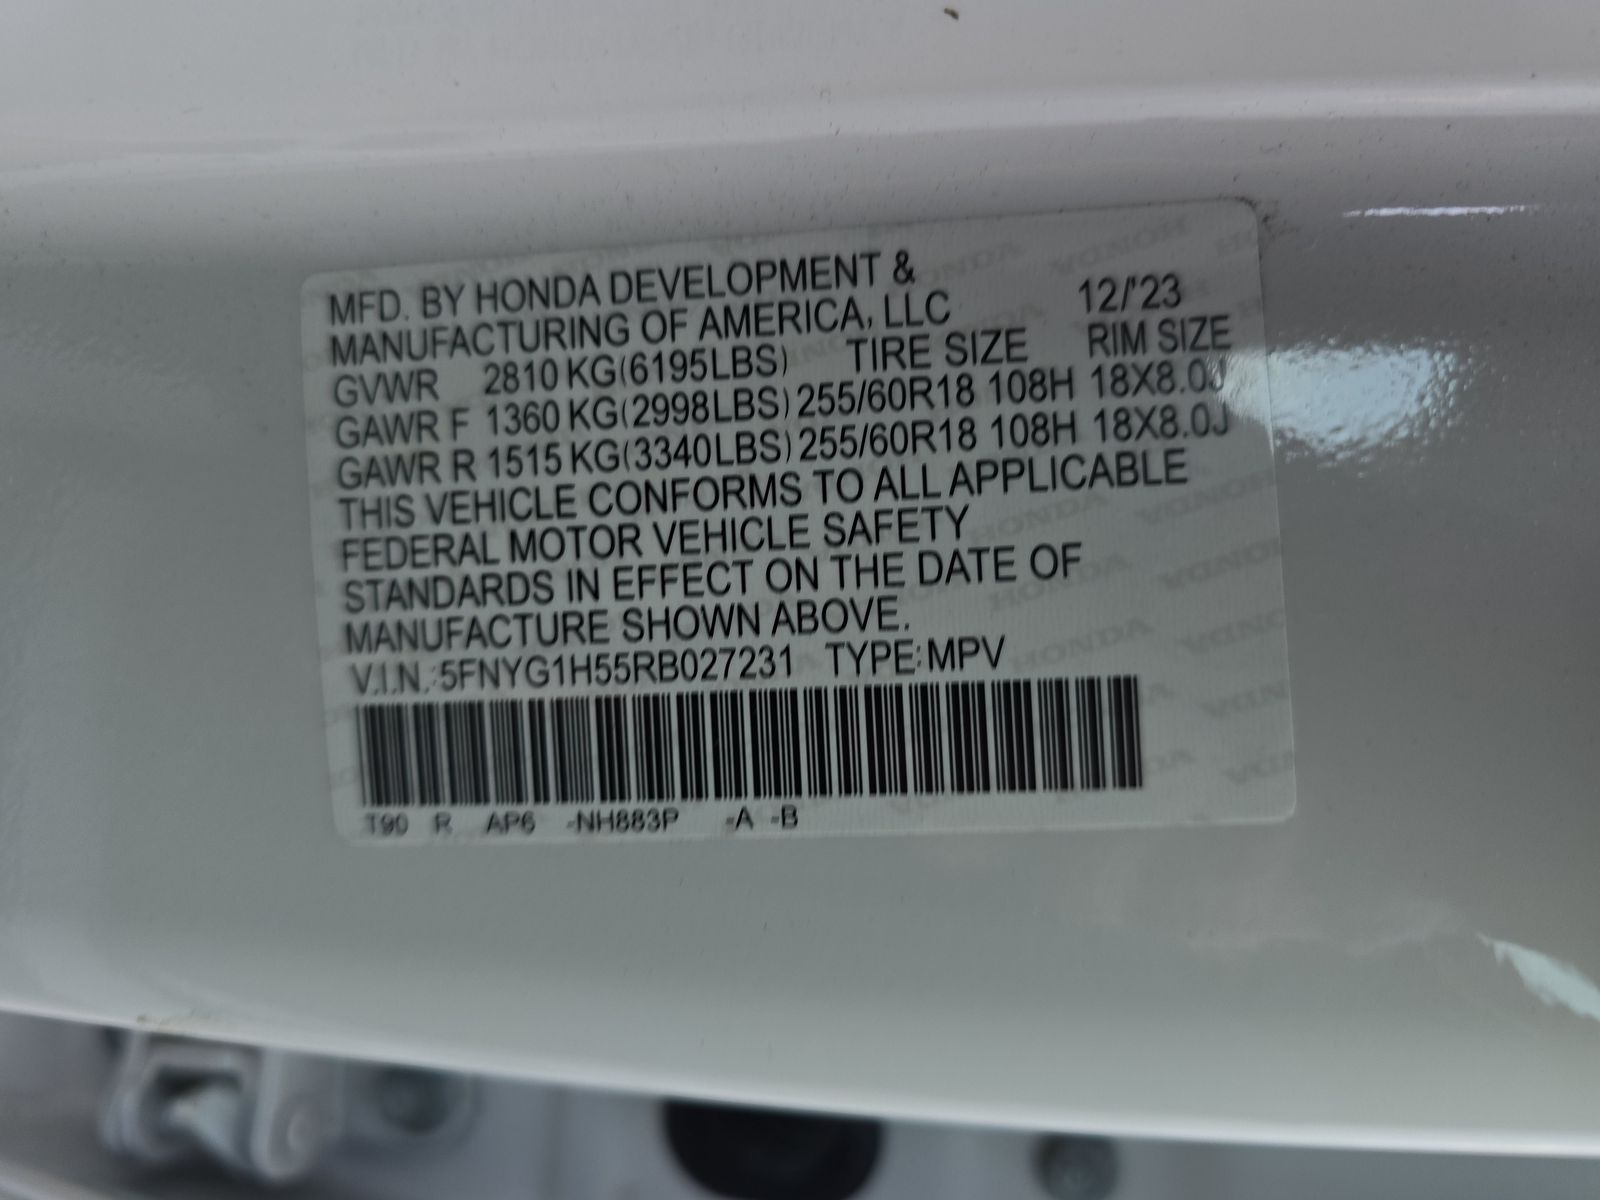 MFD. BY HONDA DEVELOPMENT &
MANUFACTURING OF AMERICA, LLC 12/'23
GVWR 2810 KG(6195LBS) TIRE SIZE RIM SIZE
GAWR F 1360 KG(2998LBS) 255/60R18 108H 18X8.0J
GAWR R 1515 KG(3340LBS) 255/60R18 108H 18X8.0J
THIS VEHICLE CONFORMS TO ALL APPLICABLE
FEDERAL MOTOR VEHICLE SAFETY
STANDARDS IN EFFECT ON THE DATE OF
MANUFACTURE SHOWN ABOVE.
V.I.N.:5FNYG1H55RB027231 TYPE:MPV
T90 R AP6 -NH883P -A -B